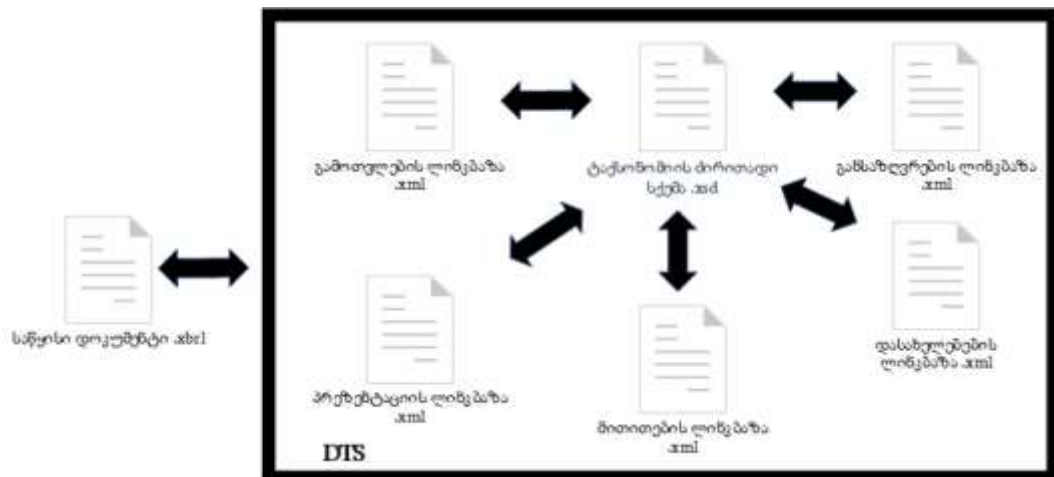 გამოთვლების ლინკბაზა
.xml
ტაქსონომიის ძირითადი
სქემა .xsd
განსაზღვრების ლინკბაზა
.xml
საწყისი დოკუმენტი .xbrl
პრეზენტაციის ლინკბაზა
.xml
მითითების ლინკბაზა
.xml
დასახელებების
ლინკბაზა .xml
DTS